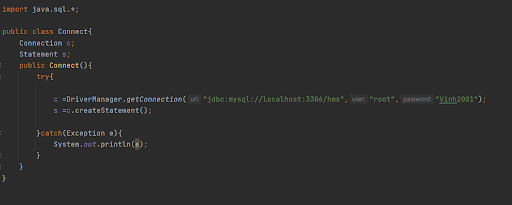 import java.sql.*;
public class Connect{
Connection c;
Statement s;
public Connect(){
try{
c =DriverManager.getConnection( url: "jdbc:mysql://localhost:3306/hms", user: "root", password: "Vinh2001");
s =c.createStatement();
}catch(Exception e){
System.out.println(e);
}
}
}